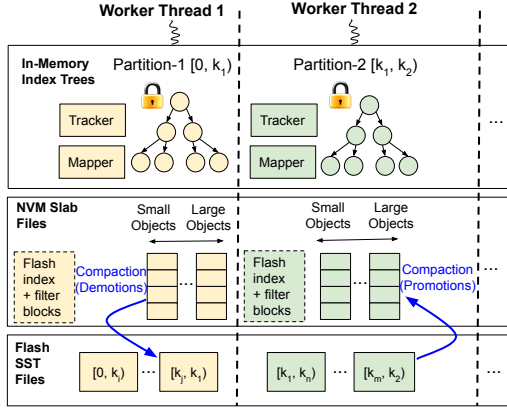 Worker Thread 1
Worker Thread 2
In-Memory
Index Trees
Partition-1 [0, k1)
Partition-2 [k1, k2)
Tracker
Mapper
Tracker
Mapper
...
NVM Slab
Files
Small
Objects
Large
Objects
Small
Objects
Large
Objects
Flash
index
+ filter
blocks
Compaction
(Demotions)
...
Flash
index
+ filter
blocks
...
Compaction
(Promotions)
...
Flash
SST
Files
[0, ki)
...
[kj, k1)
[k1, kn)
...
[km, k2)
...